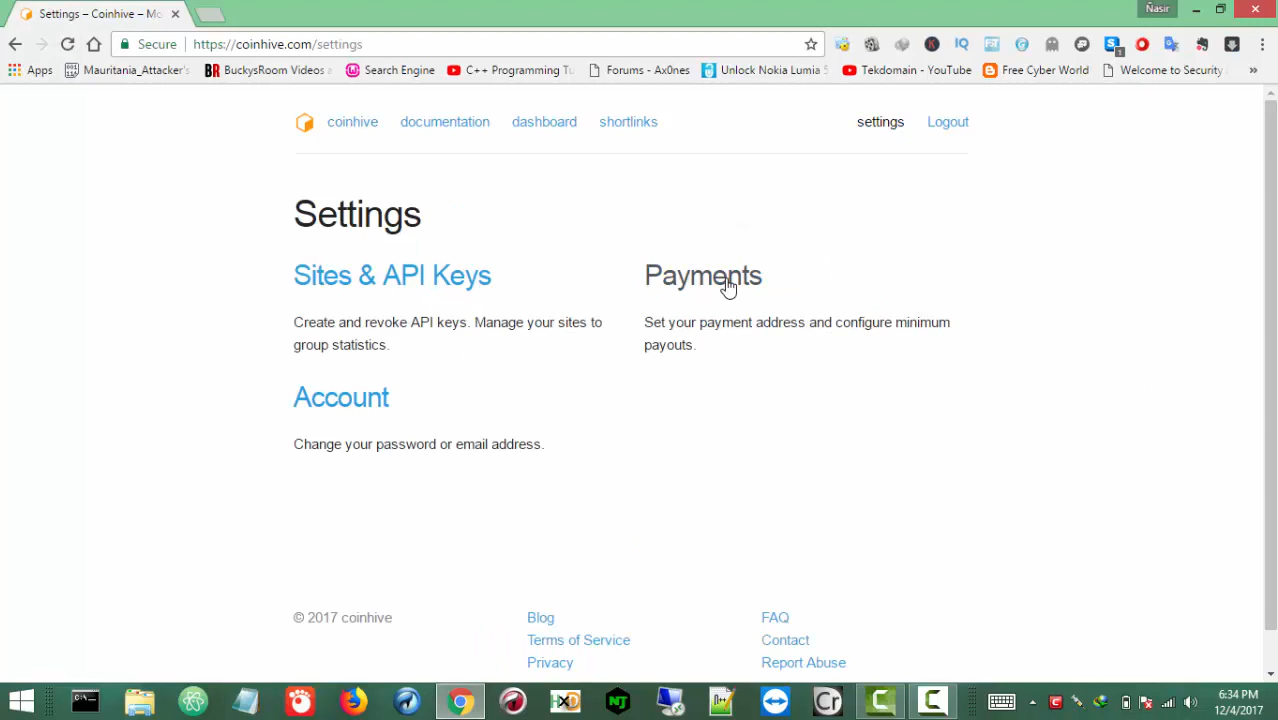 Settings – Coinhive – Mo
Ñasir
Secure
https://coinhive.com/settings
Apps
Mauritania_Attacker's
BuckysRoom Videos a
Search Engine
C++ Programming Tu
Forums - Ax0nes
Unlock Nokia Lumia 5
Tekdomain - YouTube
Free Cyber World
Welcome to Security
coinhive
documentation
dashboard
shortlinks
settings
Logout
Settings
Sites & API Keys
Create and revoke API keys. Manage your sites to
group statistics.
Payments
Set your payment address and configure minimum
payouts.
Account
Change your password or email address.
© 2017 coinhive
Blog
Terms of Service
Privacy
FAQ
Contact
Report Abuse
6:34 PM
12/4/2017